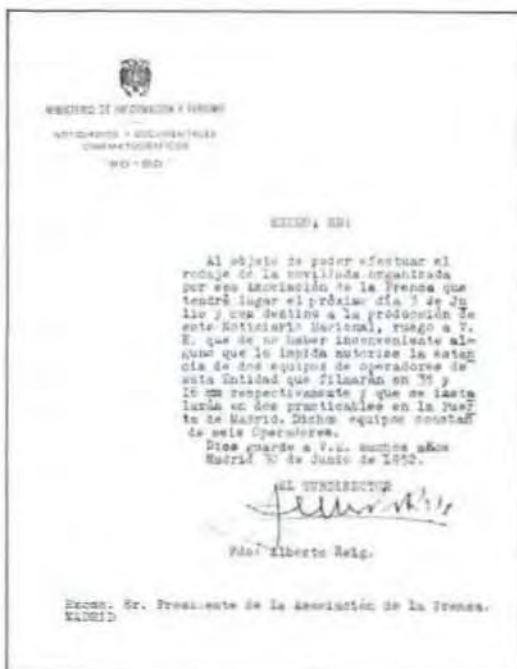 MINISTERIO DE INFORMACION Y TURISMO
NOTICIARIOS Y DOCUMENTALES
CINEMATOGRAFICOS
NO-DO
EXCMO. SR:
Al objeto de poder efectuar el
rodaje de la novillada organizada
por esa Asociación de la Prensa que
tendrá lugar el próximo día de Ju
lio y con destino a la producción de
este Noticiario Nacional, ruego a V.
E. que de no haber inconveniente al-
guno que lo impida autorice la estan-
cia de dos equipos de operadores de
esta Entidad que filmarán en 35 y
16 mm respectivamente y que se insta
larán en dos practicables en la Puer
ta de Madrid. Dichos equipos constan
de seis Operadores.
Dios guarde a V.E. muchos años
Madrid 30 de Junio de 1952.
EL SUBDIRECTOR
Fdo: Alberto Reig.
Excmo. Sr. Presidente de la Asociación de la Prensa.
MADRID